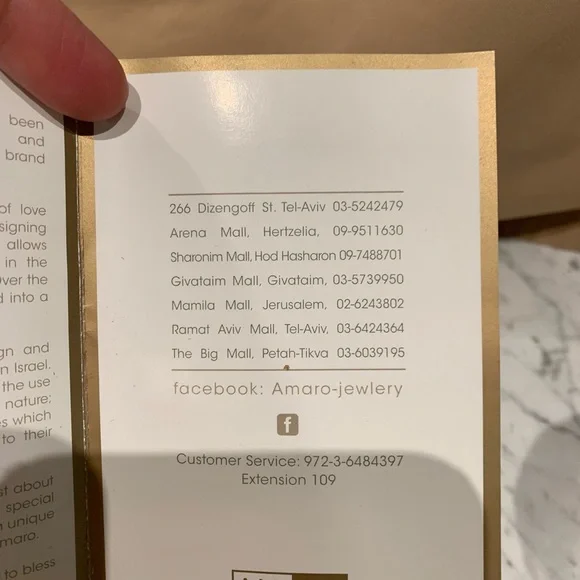 been
and
brand
of love
signing
allows
in the
Over the
d into a
gn and
n Israel.
the use
nature;
es which
to their
st about
special
unique
maro.
to bless
266 Dizengoff St. Tel-Aviv 03-5242479
Arena Mall, Hertzelia, 09-9511630
Sharonim Mall, Hod Hasharon 09-7488701
Givataim Mall, Givataim, 03-5739950
Mamila Mall, Jerusalem, 02-6243802
Ramat Aviv Mall, Tel-Aviv, 03-6424364
The Big Mall, Petah-Tikva 03-6039195
facebook: Amaro-jewlery
f
Customer Service: 972-3-6484397
Extension 109